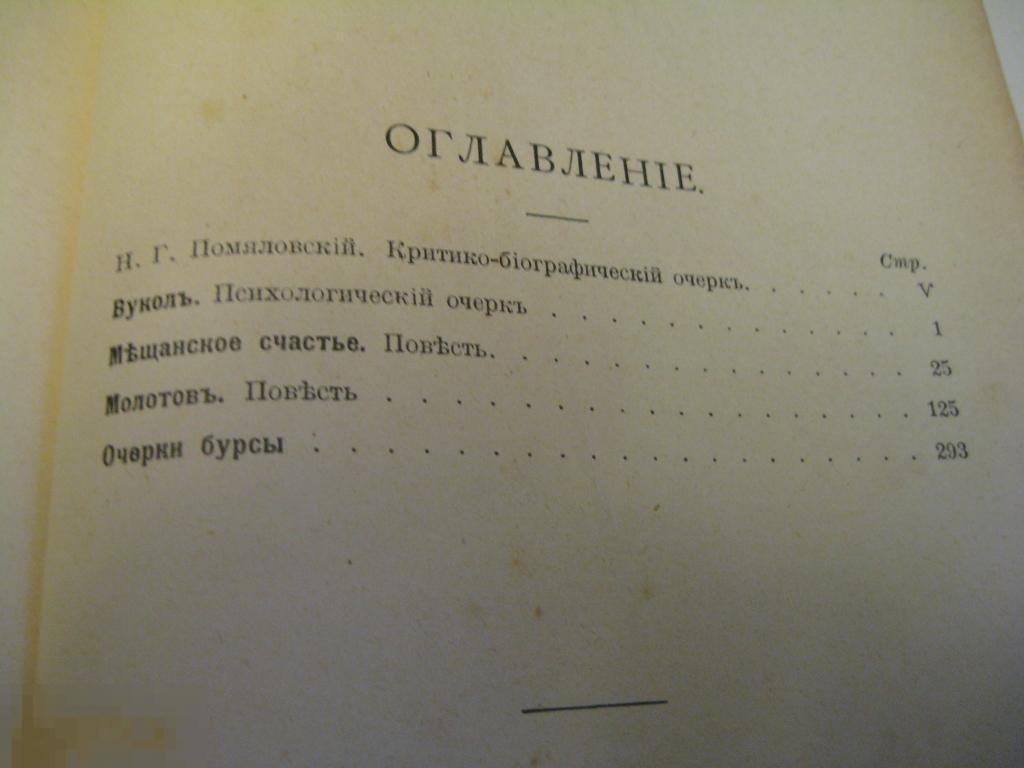 ОГЛАВЛЕНІЕ.
Стр.
Н. Г. Помяловскій. Критико-біографическій очеркъ. . . . . . V
Вуколъ. Психологическій очеркъ . . . . . . . . . . . . . 1
Мѣщанское счастье. Повѣсть. . . . . . . . . . . . . . . 25
Молотовъ. Повѣсть . . . . . . . . . . . . . . . . . . . 125
Очерки бурсы . . . . . . . . . . . . . . . . . . . . . 293